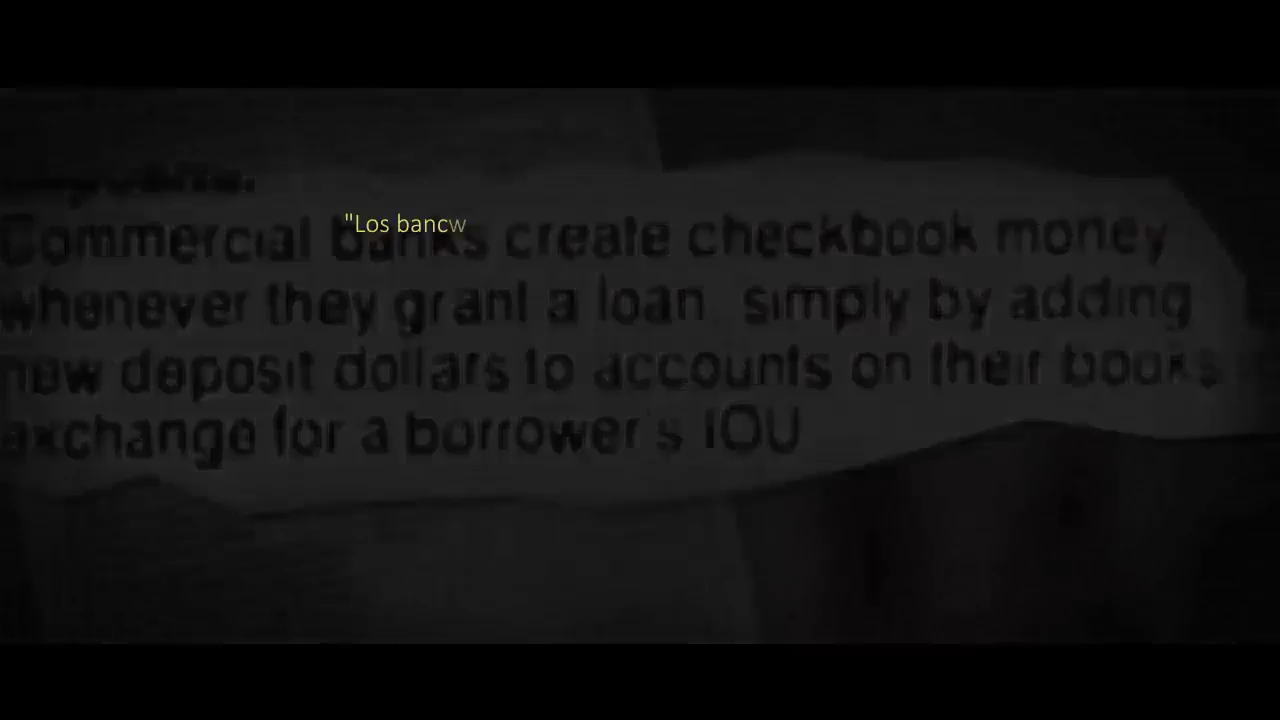 "Los bancw
Commercial banks create checkbook money
whenever they grant a loan simply by adding
new deposit dollars to accounts on their books
exchange for a borrower's IOU